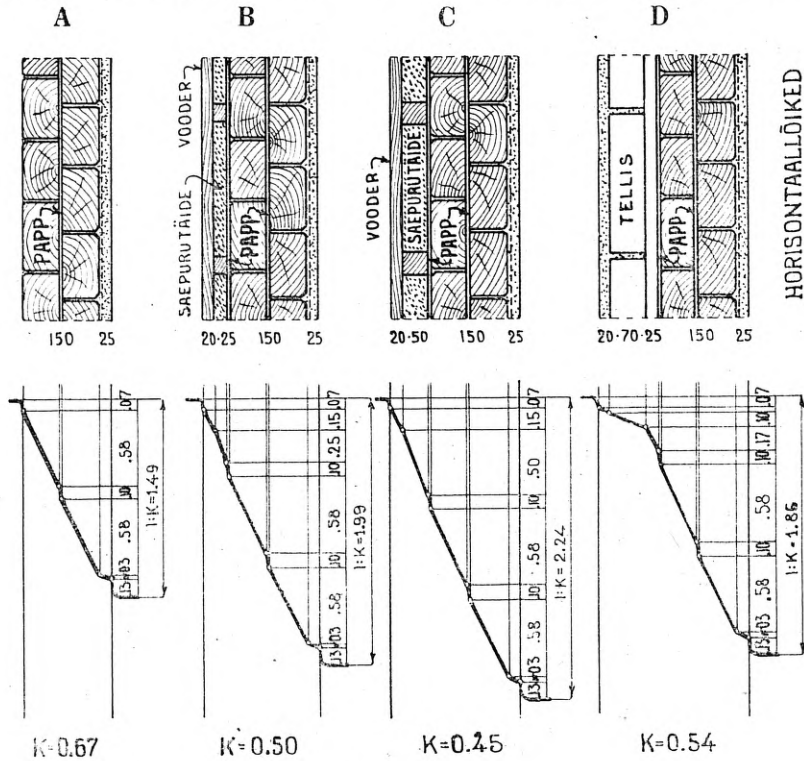 A B C D
VOODER
SAEPURUTÄIDE
PAPP
PAPP
VOODER
SAEPURUTÄIDE
PAPP
TELLIS
PAPP
HORISONTAALLÕIKED
150 25
20·25 150 25
20·50 150 25
20·70·25 150 25
.07
.58
.10
.58
.03
.13
1:K=1.49
.07
.15
.25
.10
.58
.10
.58
.03
.13
1:K=1.99
.07
.15
.50
.10
.58
.10
.58
.03
.13
1:K=2.24
.07
.10
.17
.10
.58
.10
.58
.03
.13
1:K=1.86
K=0.67 K=0.50 K=0.45 K=0.54